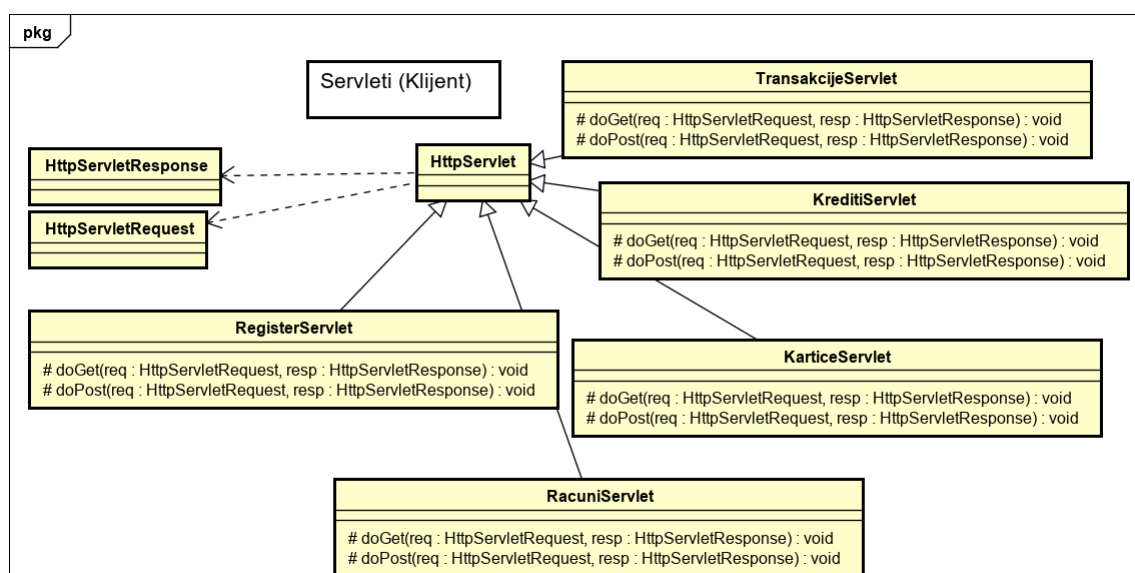 pkg
Servleti (Klijent)
TransakcijeServlet
# doGet(req : HttpServletRequest, resp : HttpServletResponse) : void
# doPost(req : HttpServletRequest, resp : HttpServletResponse) : void
HttpServletResponse
HttpServlet
HttpServletRequest
KreditiServlet
# doGet(req : HttpServletRequest, resp : HttpServletResponse) : void
# doPost(req : HttpServletRequest, resp : HttpServletResponse) : void
RegisterServlet
# doGet(req : HttpServletRequest, resp : HttpServletResponse) : void
# doPost(req : HttpServletRequest, resp : HttpServletResponse) : void
KarticeServlet
# doGet(req : HttpServletRequest, resp : HttpServletResponse) : void
# doPost(req : HttpServletRequest, resp : HttpServletResponse) : void
RacuniServlet
# doGet(req : HttpServletRequest, resp : HttpServletResponse) : void
# doPost(req : HttpServletRequest, resp : HttpServletResponse) : void